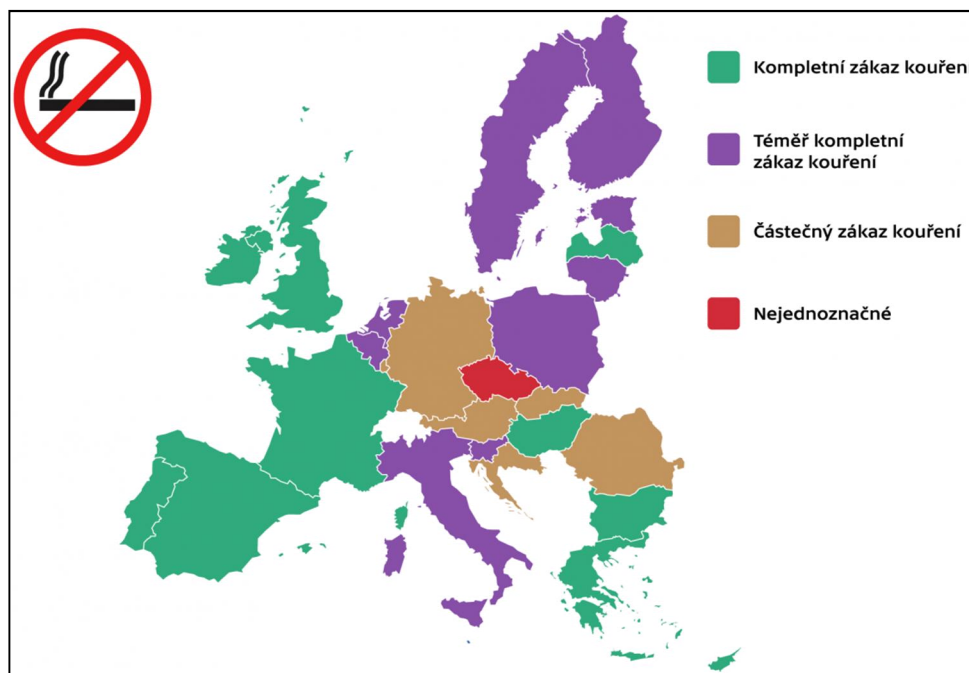 Kompletní zákaz kouření
Téměř kompletní
zákaz kouření
Částečný zákaz kouření
Nejednoznačné